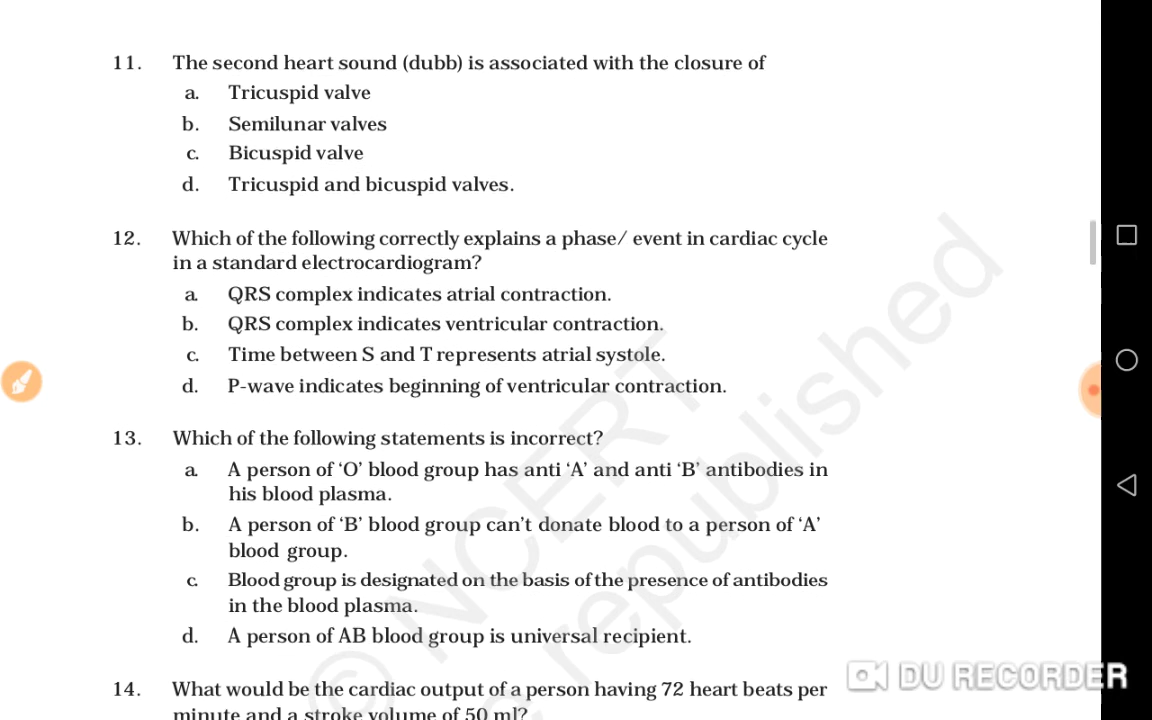 11. The second heart sound (dubb) is associated with the closure of
a. Tricuspid valve
b. Semilunar valves
c. Bicuspid valve
d. Tricuspid and bicuspid valves.
12. Which of the following correctly explains a phase/ event in cardiac cycle
in a standard electrocardiogram?
a. QRS complex indicates atrial contraction.
b. QRS complex indicates ventricular contraction.
c. Time between S and T represents atrial systole.
d. P-wave indicates beginning of ventricular contraction.
13. Which of the following statements is incorrect?
a. A person of ‘O’ blood group has anti ‘A’ and anti ‘B’ antibodies in
his blood plasma.
b. A person of ‘B’ blood group can’t donate blood to a person of ‘A’
blood group.
c. Blood group is designated on the basis of the presence of antibodies
in the blood plasma.
d. A person of AB blood group is universal recipient.
14. What would be the cardiac output of a person having 72 heart beats per
minute and a stroke volume of 50 ml?
© NCERT
republished
DU RECORDER